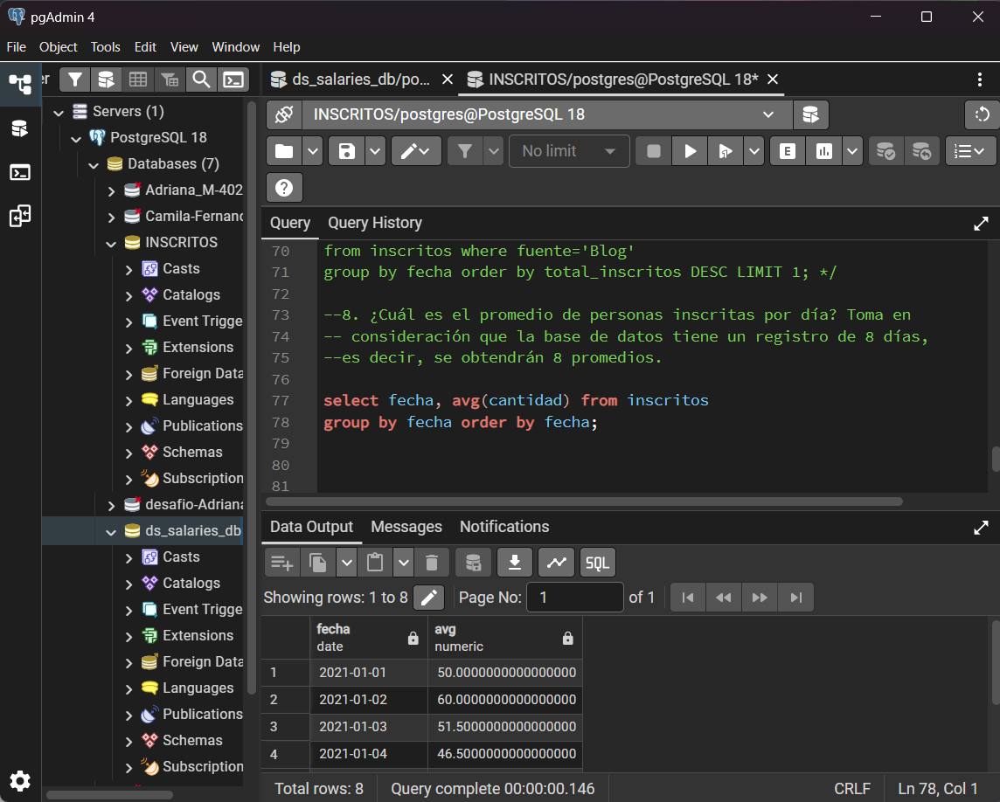 pgAdmin 4
File Object Tools Edit View Window Help
er
ds_salaries_db/po...
INSCRITOS/postgres@PostgreSQL 18*
Servers (1)
PostgreSQL 18
Databases (7)
Adriana_M-402
Camila-Fernanc
INSCRITOS
Casts
Catalogs
Event Trigge
Extensions
Foreign Data
Languages
Publications
Schemas
Subscription
desafio-Adriana
ds_salaries_db
Casts
Catalogs
Event Trigge
Extensions
Foreign Data
Languages
Publications
Schemas
Subscription
INSCRITOS/postgres@PostgreSQL 18
No limit
E
Query Query History
70 from inscritos where fuente='Blog'
71 group by fecha order by total_inscritos DESC LIMIT 1; */
72
73 --8. ¿Cuál es el promedio de personas inscritas por día? Toma en
74 -- consideración que la base de datos tiene un registro de 8 días,
75 --es decir, se obtendrán 8 promedios.
76
77 select fecha, avg(cantidad) from inscritos
78 group by fecha order by fecha;
79
80
81
Data Output Messages Notifications
SQL
Showing rows: 1 to 8 Page No: 1 of 1
fecha avg
date numeric
1 2021-01-01 50.0000000000000000
2 2021-01-02 60.0000000000000000
3 2021-01-03 51.5000000000000000
4 2021-01-04 46.5000000000000000
Total rows: 8 Query complete 00:00:00.146 CRLF Ln 78, Col 1